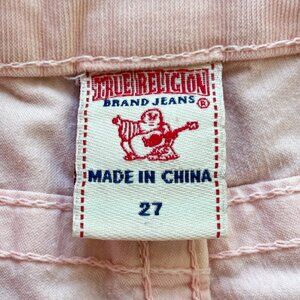 TRUE RELIGION
BRAND JEANS ®
MADE IN CHINA
27